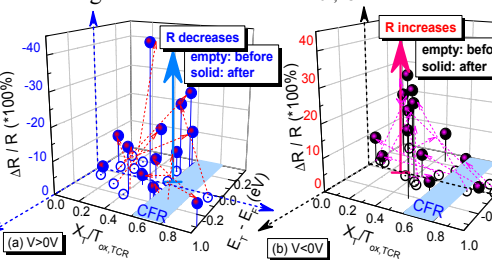 R decreases
empty: before
solid: after
ΔR / R (*100%)
-40
-30
-20
-10
0
0.0
0.2
0.4
0.6
0.8
1.0
0.2
0.0
CFR
X_T/T_ox,TCR
E_T - E_F (eV)
(a) V>0V
R increases
empty: before
solid: after
ΔR / R (*100%)
40
30
20
10
0
0.0
0.2
0.4
0.6
0.8
1.0
CFR
X_T/T_ox,TCR
(b) V<0V